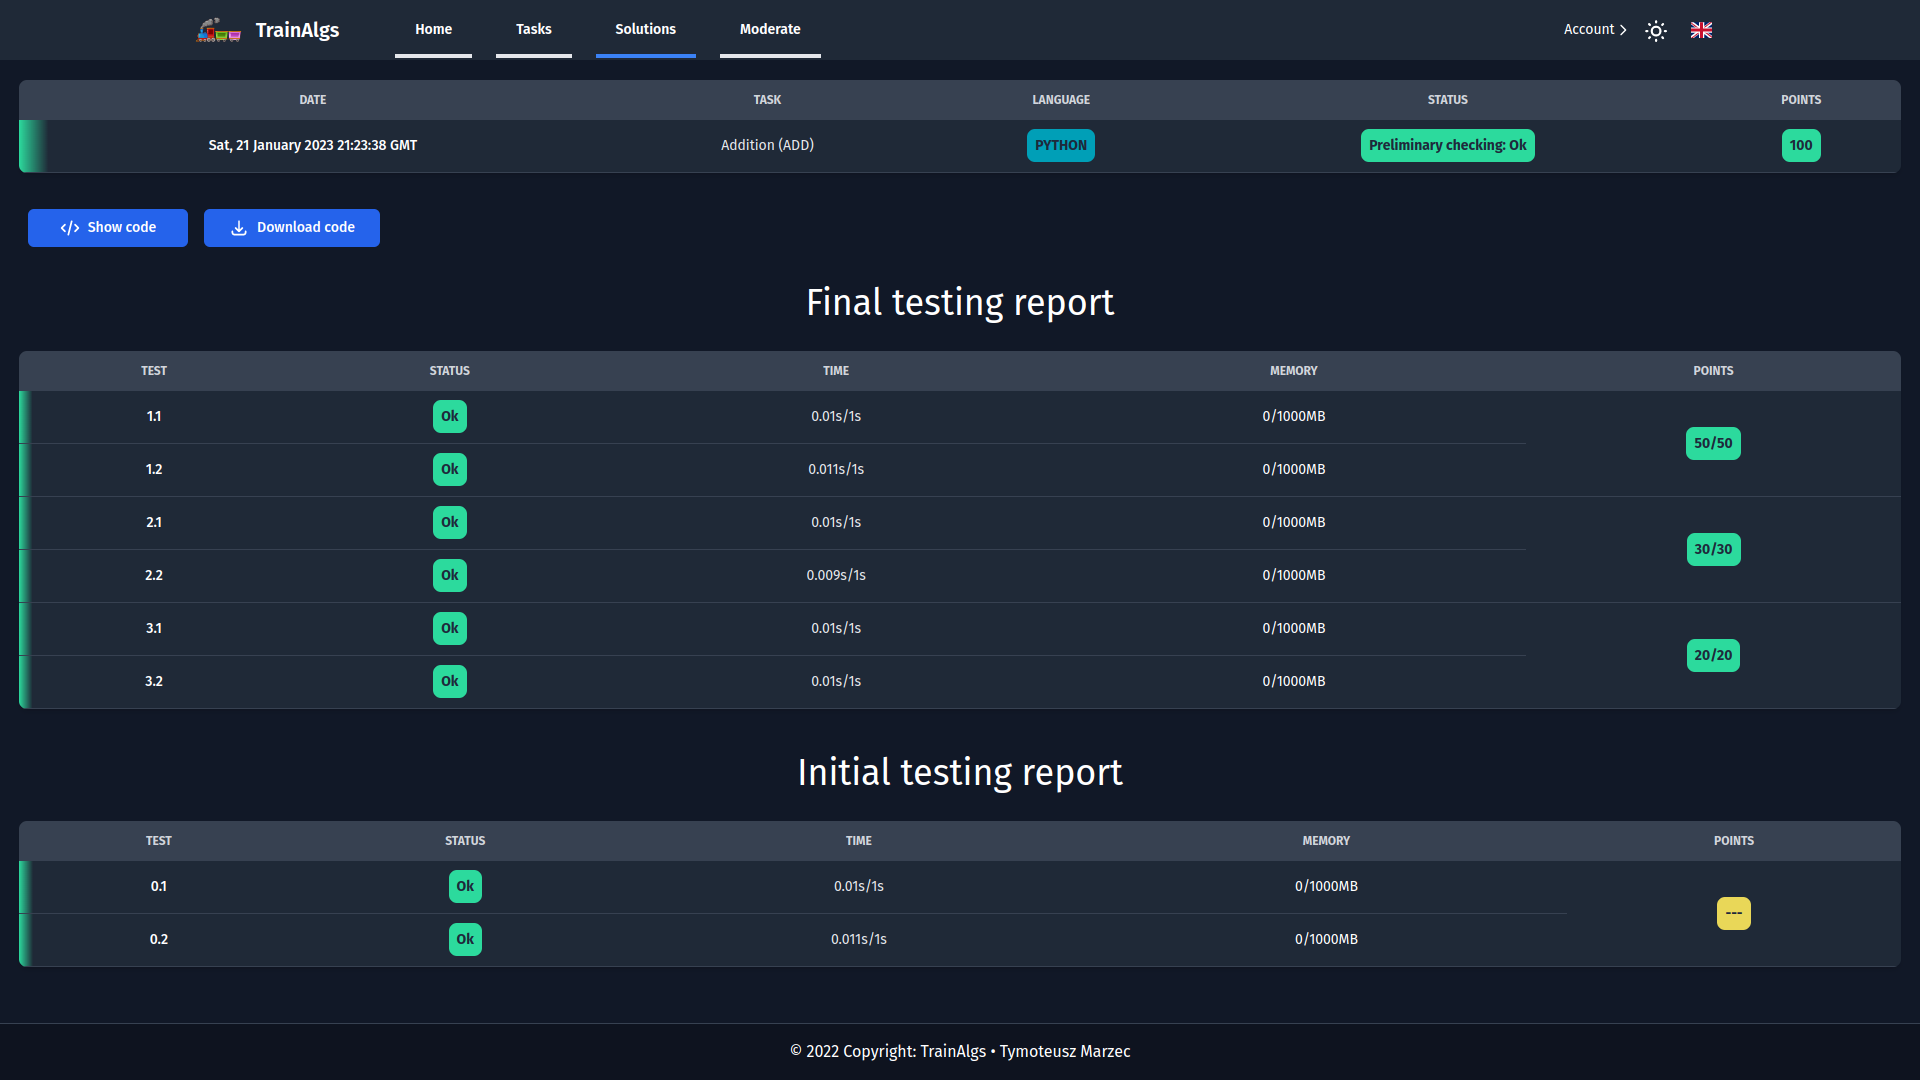 TrainAlgs Home Tasks Solutions Moderate Account
DATE TASK LANGUAGE STATUS POINTS
Sat, 21 January 2023 21:23:38 GMT Addition (ADD) PYTHON Preliminary checking: Ok 100
</> Show code Download code
Final testing report
TEST STATUS TIME MEMORY POINTS
1.1 Ok 0.01s/1s 0/1000MB
50/50
1.2 Ok 0.011s/1s 0/1000MB
2.1 Ok 0.01s/1s 0/1000MB
30/30
2.2 Ok 0.009s/1s 0/1000MB
3.1 Ok 0.01s/1s 0/1000MB
20/20
3.2 Ok 0.01s/1s 0/1000MB
Initial testing report
TEST STATUS TIME MEMORY POINTS
0.1 Ok 0.01s/1s 0/1000MB
---
0.2 Ok 0.011s/1s 0/1000MB
© 2022 Copyright: TrainAlgs • Tymoteusz Marzec